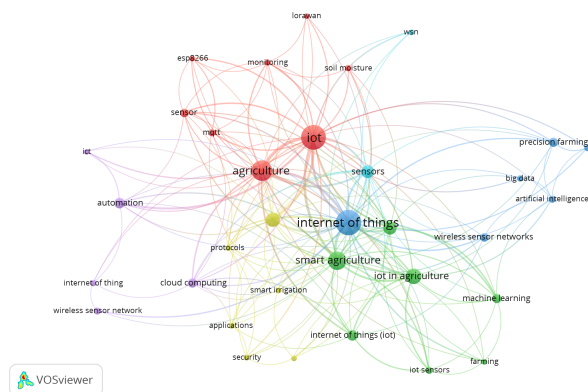 lorawan
wsn
esp8266
monitoring
soil moisture
sensor
mqtt
iot
precision farming
ict
agriculture
sensors
big data
artificial intelligence
automation
internet of things
wireless sensor networks
protocols
smart agriculture
iot in agriculture
internet of thing
cloud computing
smart irrigation
machine learning
wireless sensor network
applications
internet of things (iot)
security
farming
iot sensors
VOSviewer